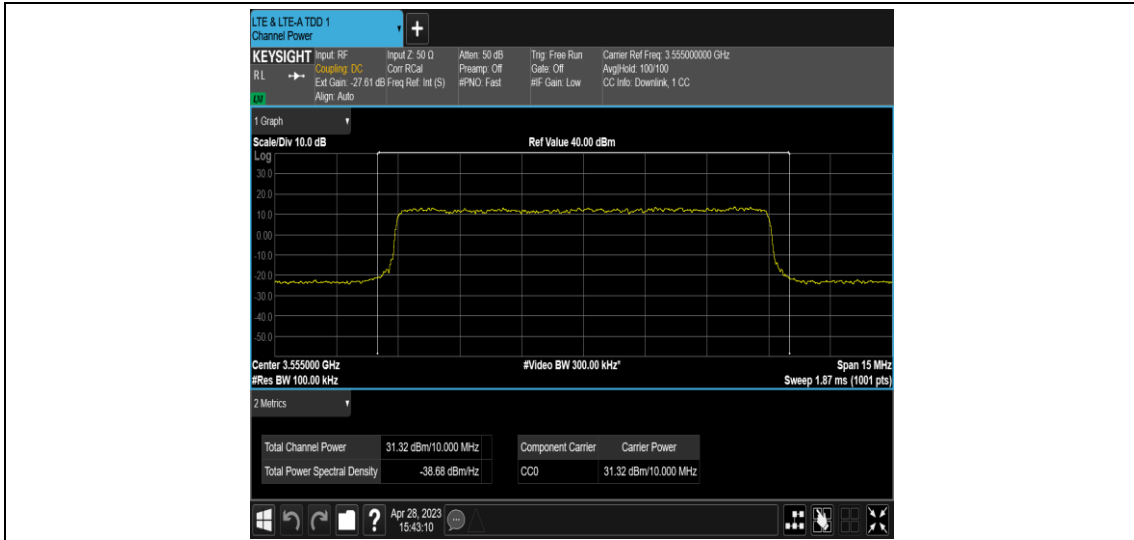 LTE & LTE-A TDD 1
Channel Power
KEYSIGHT Input: RF Input Z: 50 Ω Atten: 50 dB Trig: Free Run Carrier Ref Freq: 3.555000000 GHz
RL Coupling: DC Corr RCal Preamp: Off Gate: Off Avg|Hold: 100/100
Ext Gain: -27.61 dB Freq Ref: Int (S) #PNO: Fast #IF Gain: Low CC Info: Downlink, 1 CC
Align: Auto
1 Graph
Scale/Div 10.0 dB Ref Value 40.00 dBm
Log
30.0
20.0
10.0
0.00
-10.0
-20.0
-30.0
-40.0
-50.0
Center 3.555000 GHz #Video BW 300.00 kHz* Span 15 MHz
#Res BW 100.00 kHz Sweep 1.87 ms (1001 pts)
2 Metrics
Total Channel Power 31.32 dBm/10.000 MHz Component Carrier Carrier Power
Total Power Spectral Density -38.68 dBm/Hz CC0 31.32 dBm/10.000 MHz
? Apr 28, 2023
15:43:10